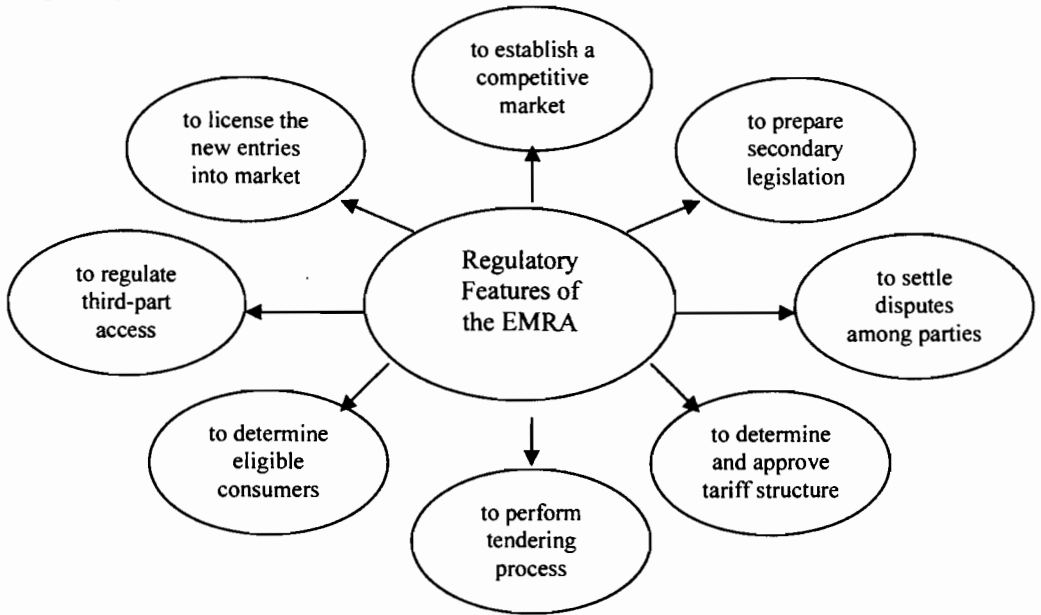 to establish a
competitive
market
to license the
new entries
into market
to prepare
secondary
legislation
Regulatory
Features of
the EMRA
to regulate
third-part
access
to settle
disputes
among parties
to determine
eligible
consumers
to determine
and approve
tariff structure
to perform
tendering
process